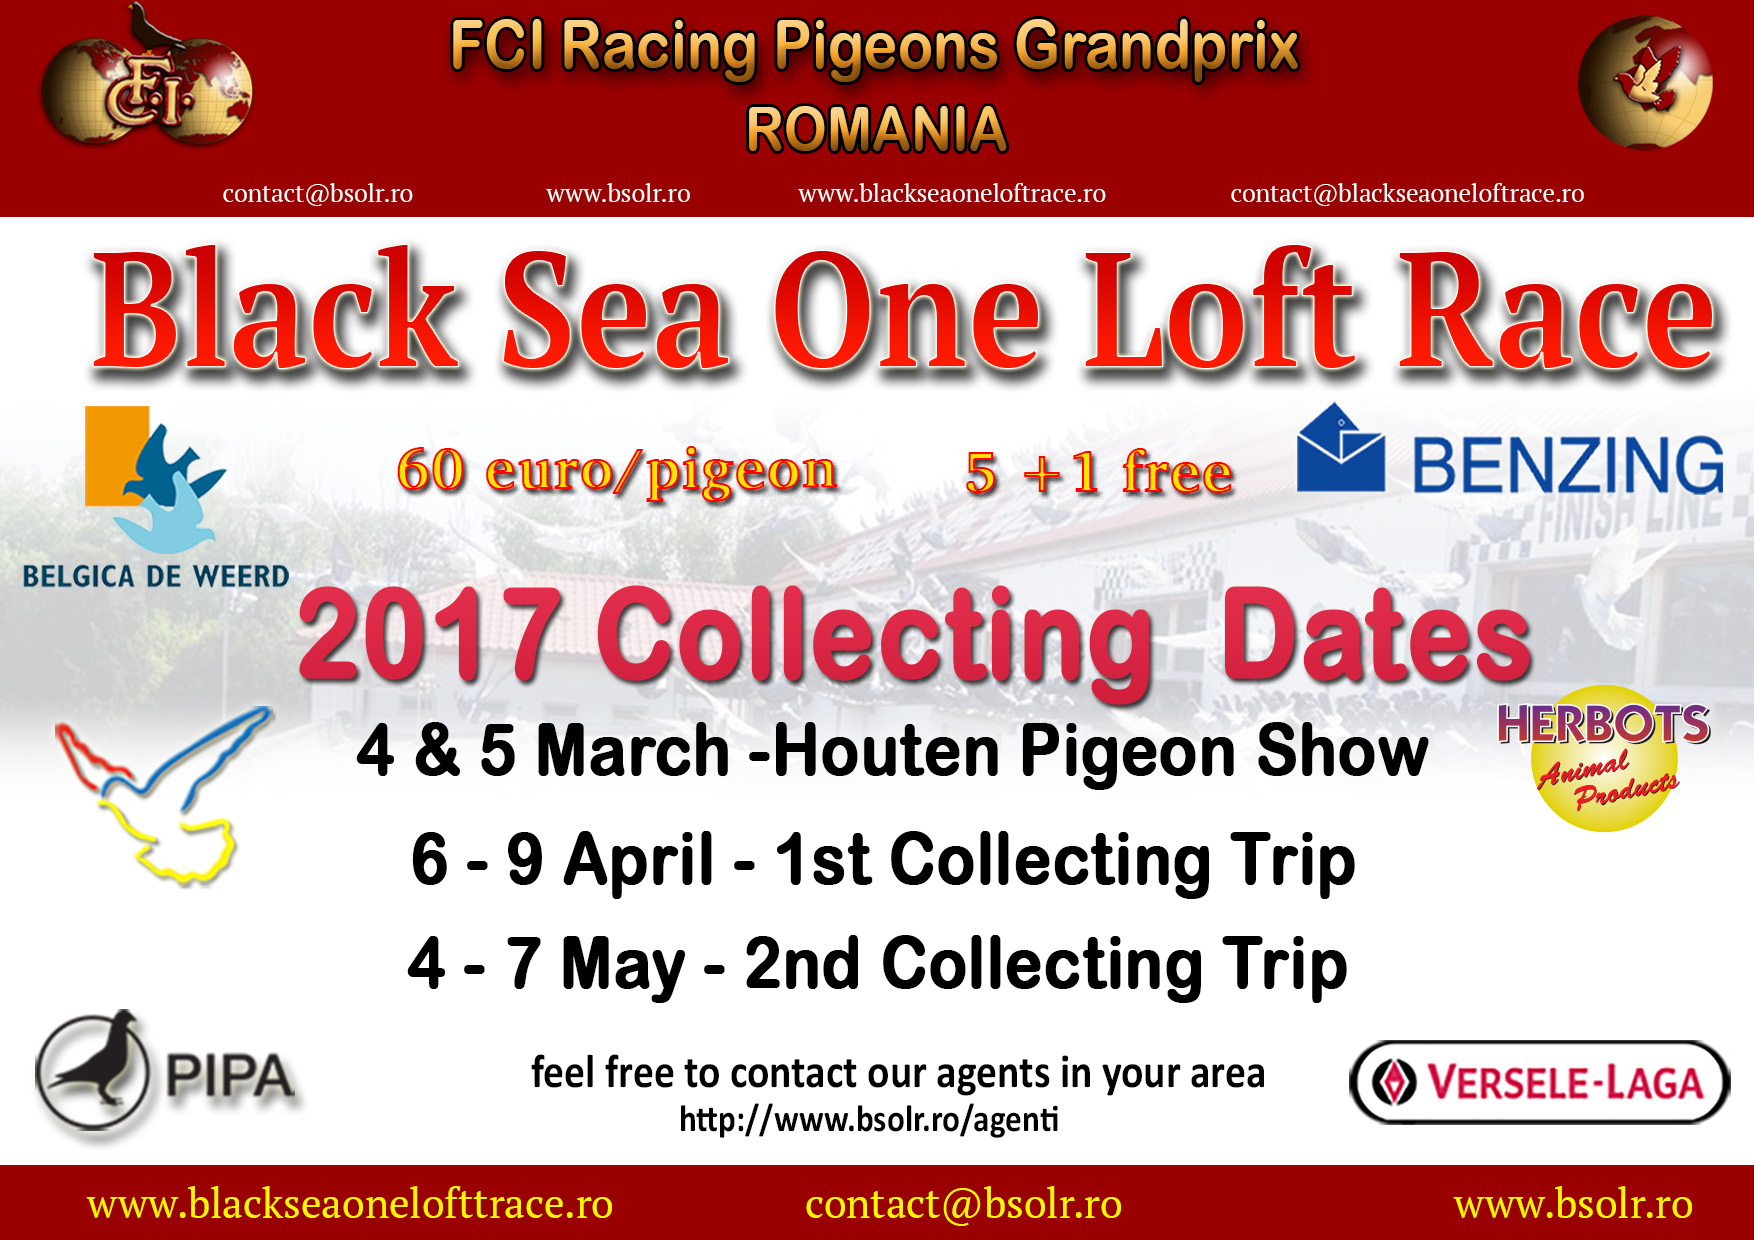 FCI Racing Pigeons Grandprix
ROMANIA
F.C.I.
contact@bsolr.ro www.bsolr.ro www.blackseaoneloftrace.ro contact@blackseaoneloftrace.ro
Black Sea One Loft Race
60 euro/pigeon 5 +1 free
BENZING
FINISH LINE
BELGICA DE WEERD
2017 Collecting Dates
4 & 5 March -Houten Pigeon Show
HERBOTS
Animal
Products
6 - 9 April - 1st Collecting Trip
4 - 7 May - 2nd Collecting Trip
PIPA
feel free to contact our agents in your area
http://www.bsolr.ro/agenti
VERSELE-LAGA
www.blackseaonelofttrace.ro contact@bsolr.ro www.bsolr.ro